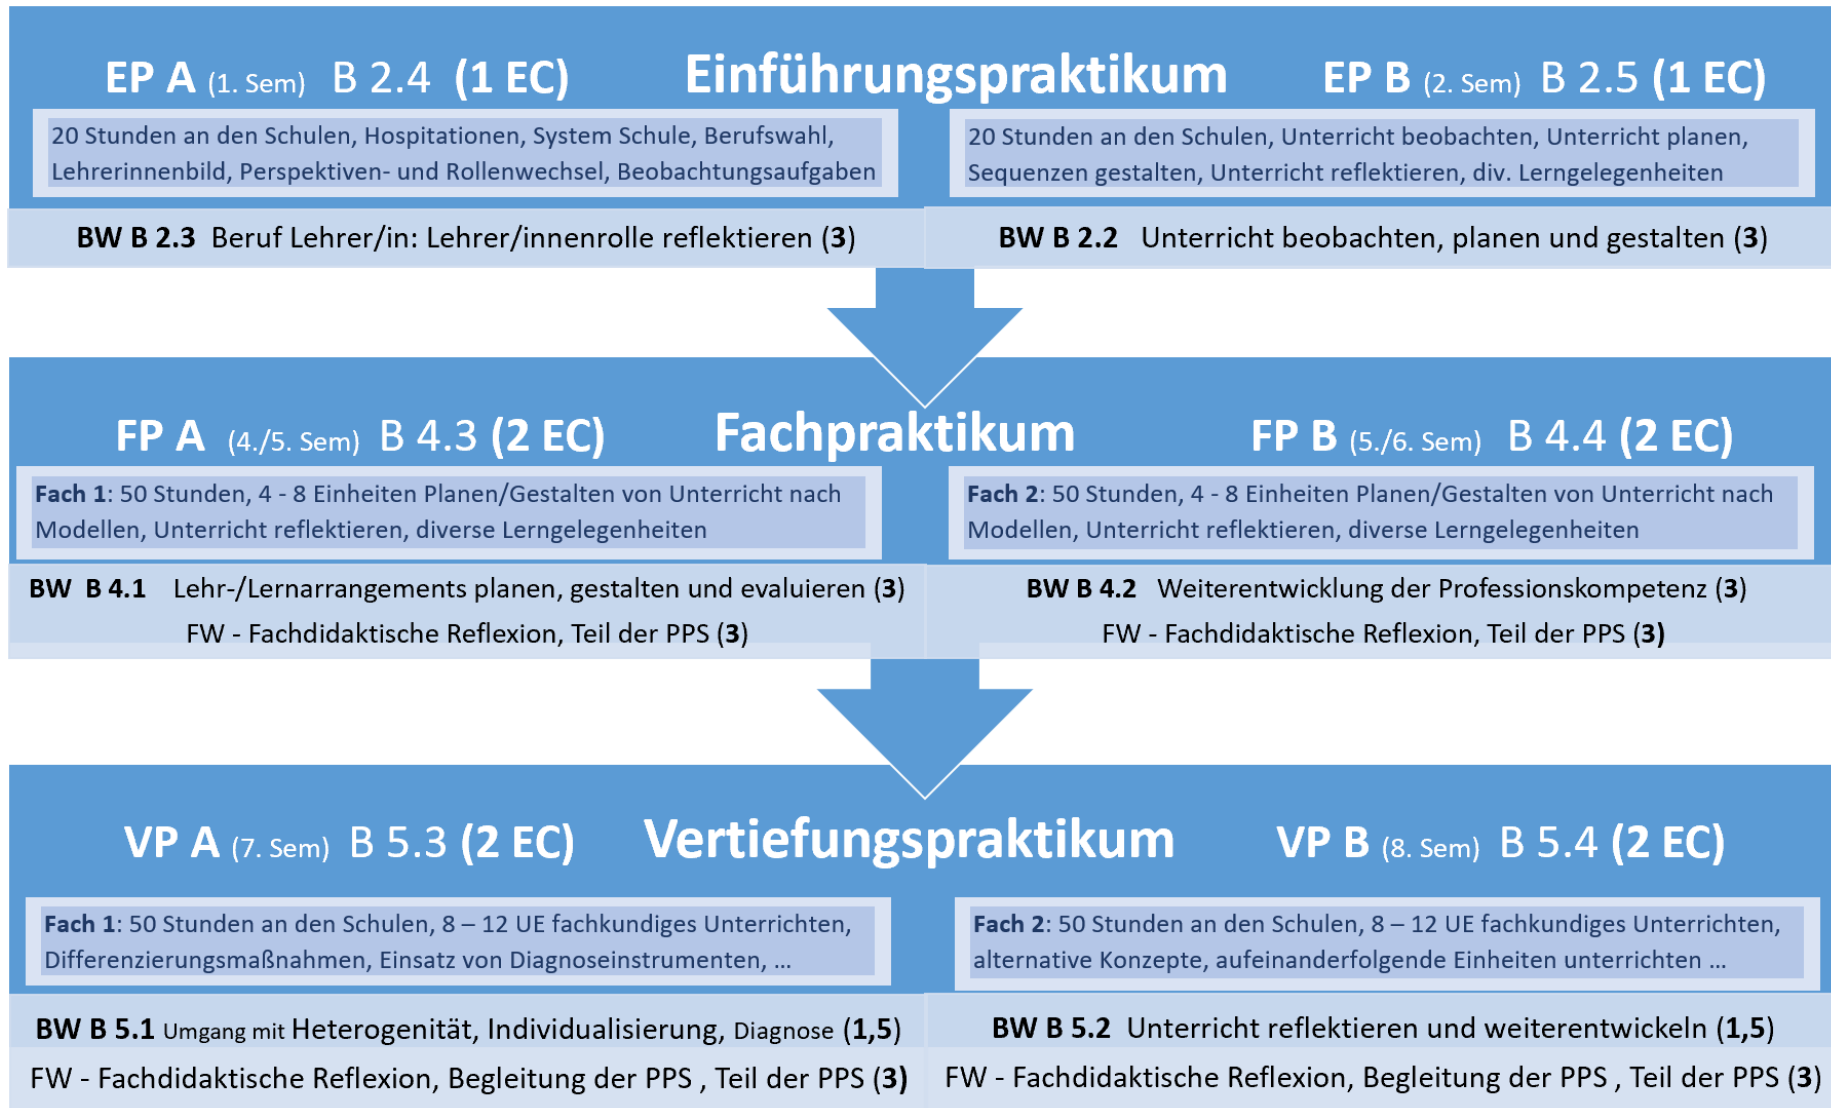 EP A (1. Sem) B 2.4 (1 EC)
Einführungspraktikum
EP B (2. Sem) B 2.5 (1 EC)
20 Stunden an den Schulen, Hospitationen, System Schule, Berufswahl,
Lehrerinnenbild, Perspektiven- und Rollenwechsel, Beobachtungsaufgaben
20 Stunden an den Schulen, Unterricht beobachten, Unterricht planen,
Sequenzen gestalten, Unterricht reflektieren, div. Lerngelegenheiten
BW B 2.3 Beruf Lehrer/in: Lehrer/innenrolle reflektieren (3)
BW B 2.2 Unterricht beobachten, planen und gestalten (3)
FP A (4./5. Sem) B 4.3 (2 EC)
Fachpraktikum
FP B (5./6. Sem) B 4.4 (2 EC)
Fach 1: 50 Stunden, 4 - 8 Einheiten Planen/Gestalten von Unterricht nach
Modellen, Unterricht reflektieren, diverse Lerngelegenheiten
Fach 2: 50 Stunden, 4 - 8 Einheiten Planen/Gestalten von Unterricht nach
Modellen, Unterricht reflektieren, diverse Lerngelegenheiten
BW B 4.1 Lehr-/Lernarrangements planen, gestalten und evaluieren (3)
FW - Fachdidaktische Reflexion, Teil der PPS (3)
BW B 4.2 Weiterentwicklung der Professionskompetenz (3)
FW - Fachdidaktische Reflexion, Teil der PPS (3)
VP A (7. Sem) B 5.3 (2 EC)
Vertiefungspraktikum
VP B (8. Sem) B 5.4 (2 EC)
Fach 1: 50 Stunden an den Schulen, 8 – 12 UE fachkundiges Unterrichten,
Differenzierungsmaßnahmen, Einsatz von Diagnoseinstrumenten, ...
Fach 2: 50 Stunden an den Schulen, 8 – 12 UE fachkundiges Unterrichten,
alternative Konzepte, aufeinanderfolgende Einheiten unterrichten ...
BW B 5.1 Umgang mit Heterogenität, Individualisierung, Diagnose (1,5)
FW - Fachdidaktische Reflexion, Begleitung der PPS , Teil der PPS (3)
BW B 5.2 Unterricht reflektieren und weiterentwickeln (1,5)
FW - Fachdidaktische Reflexion, Begleitung der PPS , Teil der PPS (3)